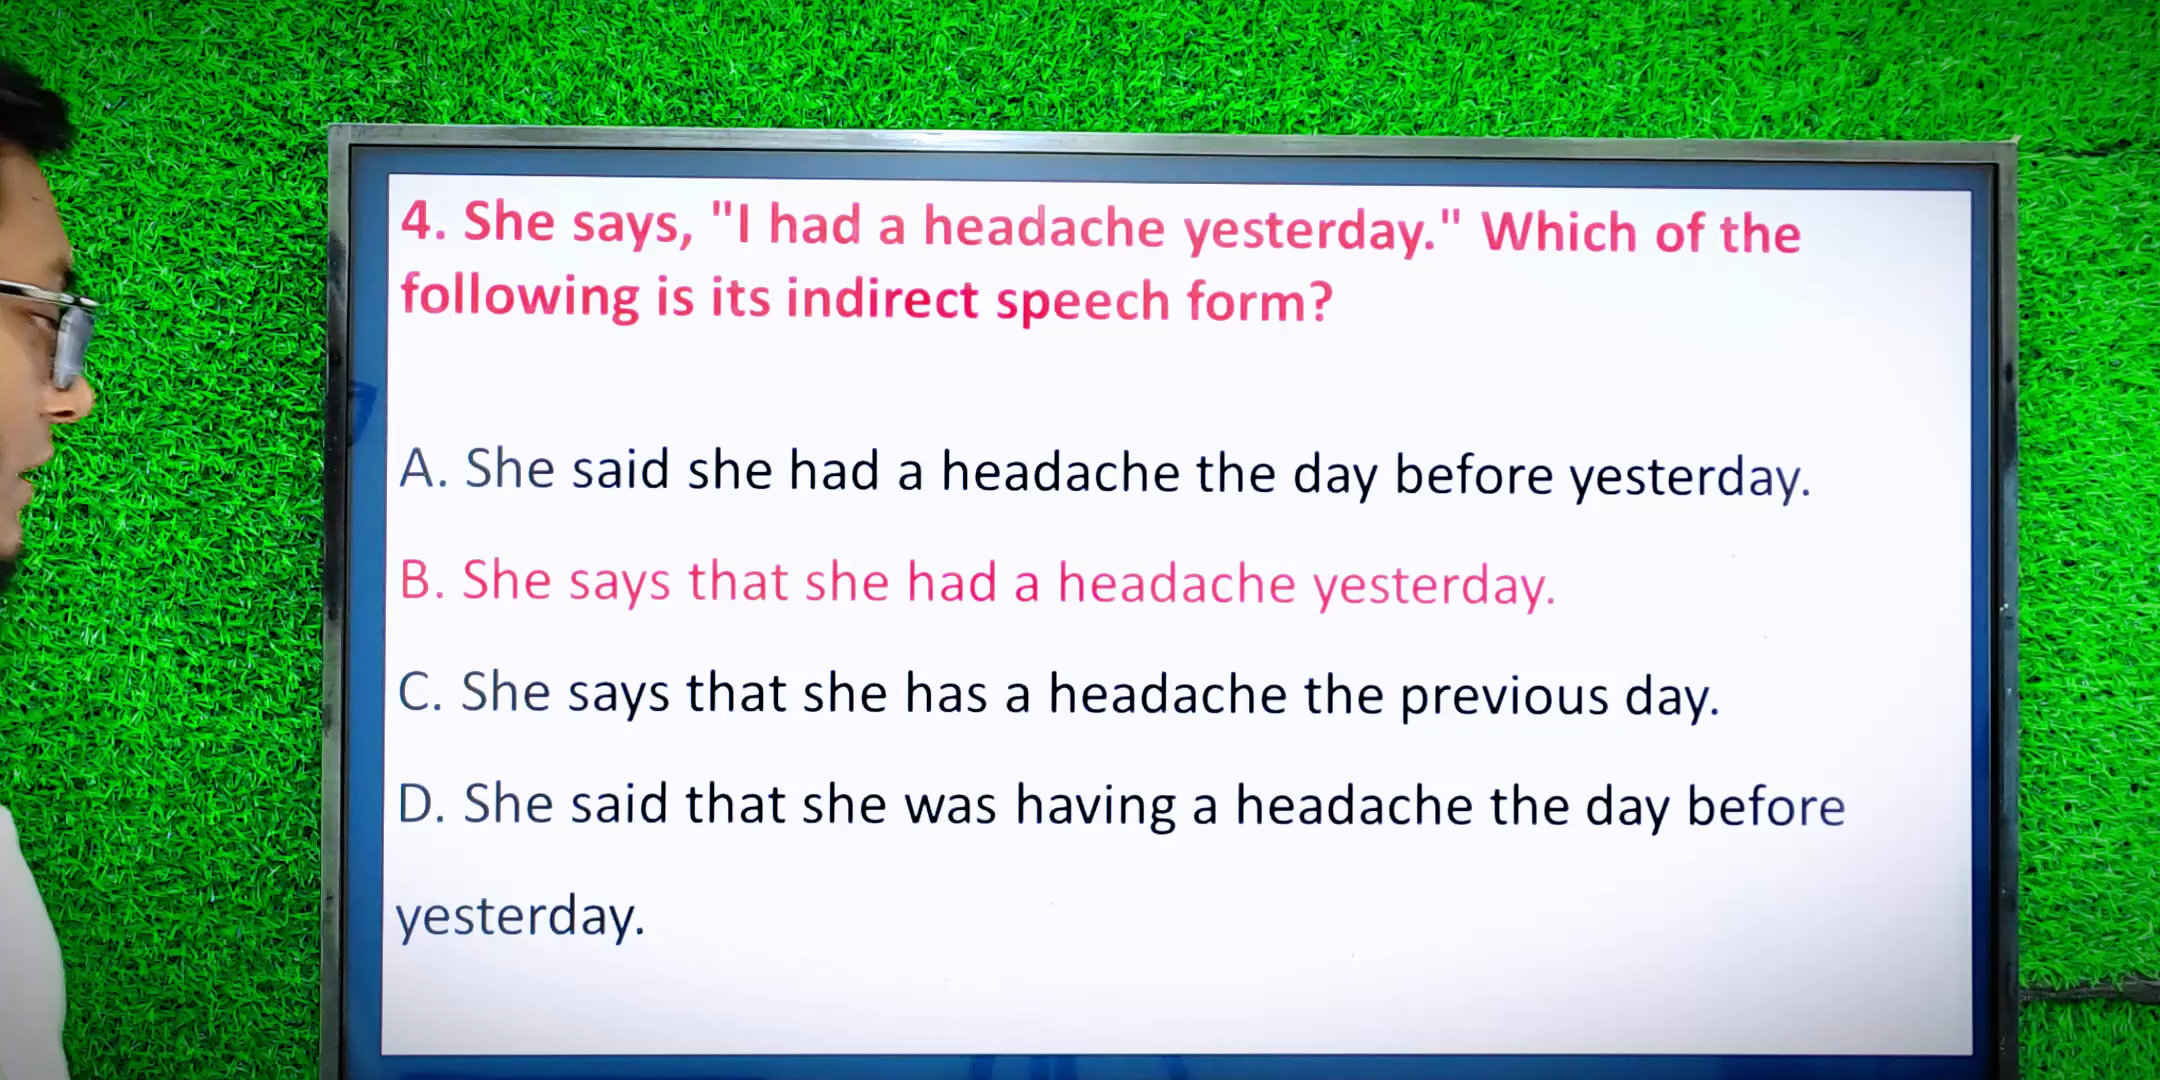 4. She says, "I had a headache yesterday." Which of the
following is its indirect speech form?
A. She said she had a headache the day before yesterday.
B. She says that she had a headache yesterday.
C. She says that she has a headache the previous day.
D. She said that she was having a headache the day before
yesterday.